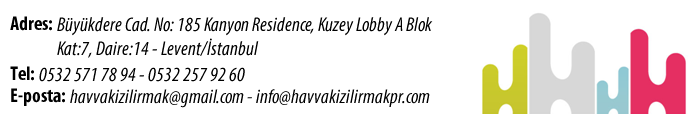 Adres: Büyükdere Cad. No: 185 Kanyon Residence, Kuzey Lobby A Blok
Kat:7, Daire:14 - Levent/İstanbul
Tel: 0532 571 78 94 - 0532 257 92 60
E-posta: havvakizilirmak@gmail.com - info@havvakizilirmakpr.com